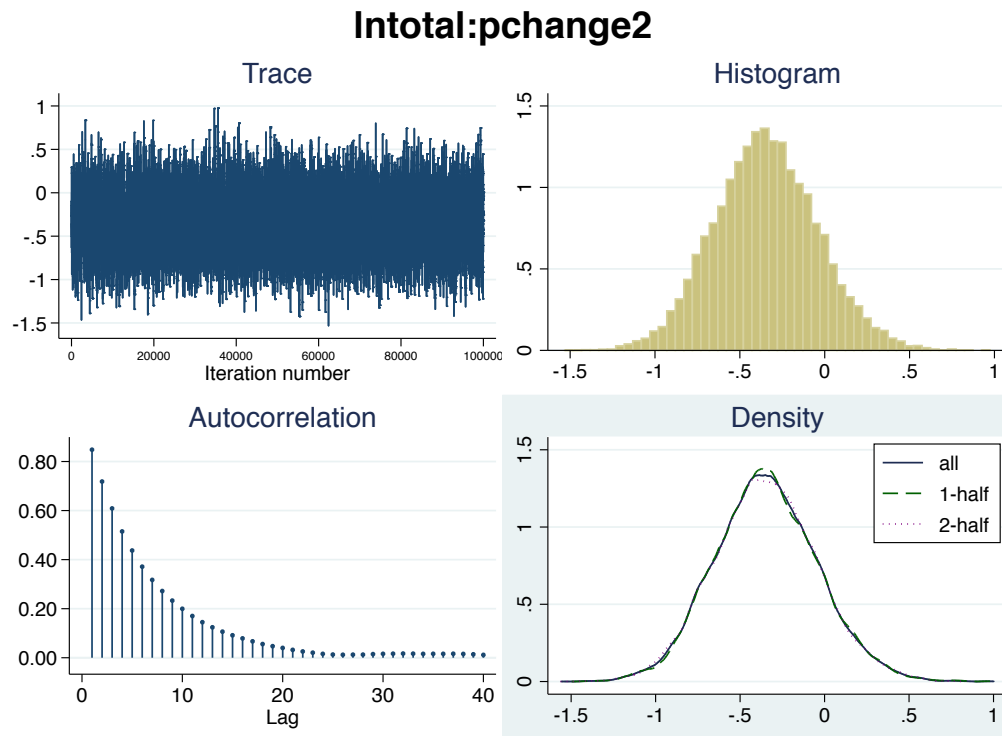 lntotal:pchange2
Trace
1
.5
0
-.5
-1
-1.5
0 20000 40000 60000 80000 100000
Iteration number
Histogram
1.5
1
.5
0
-1.5 -1 -.5 0 .5 1
Autocorrelation
0.80
0.60
0.40
0.20
0.00
0 10 20 30 40
Lag
Density
1.5
1
.5
0
-1.5 -1 -.5 0 .5 1
all
1-half
2-half